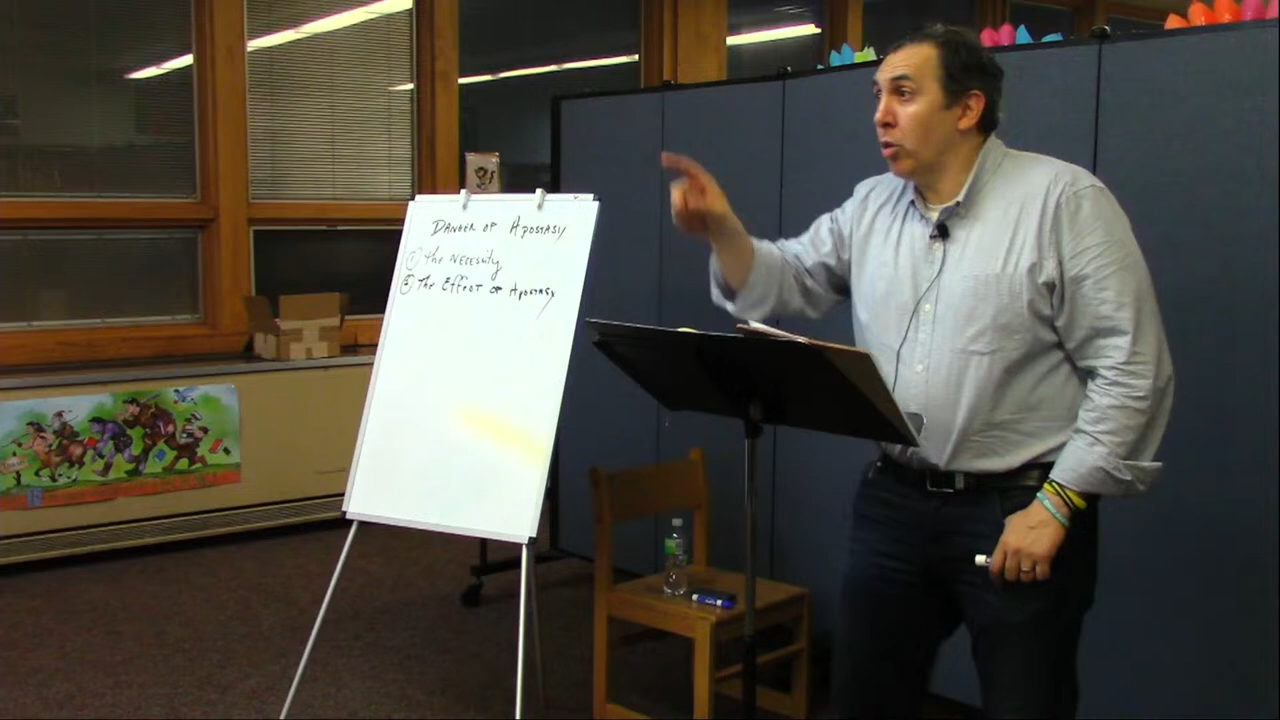 DANGER OF APOSTASY
① The NECESSITY
② The Effect OF APOSTASY